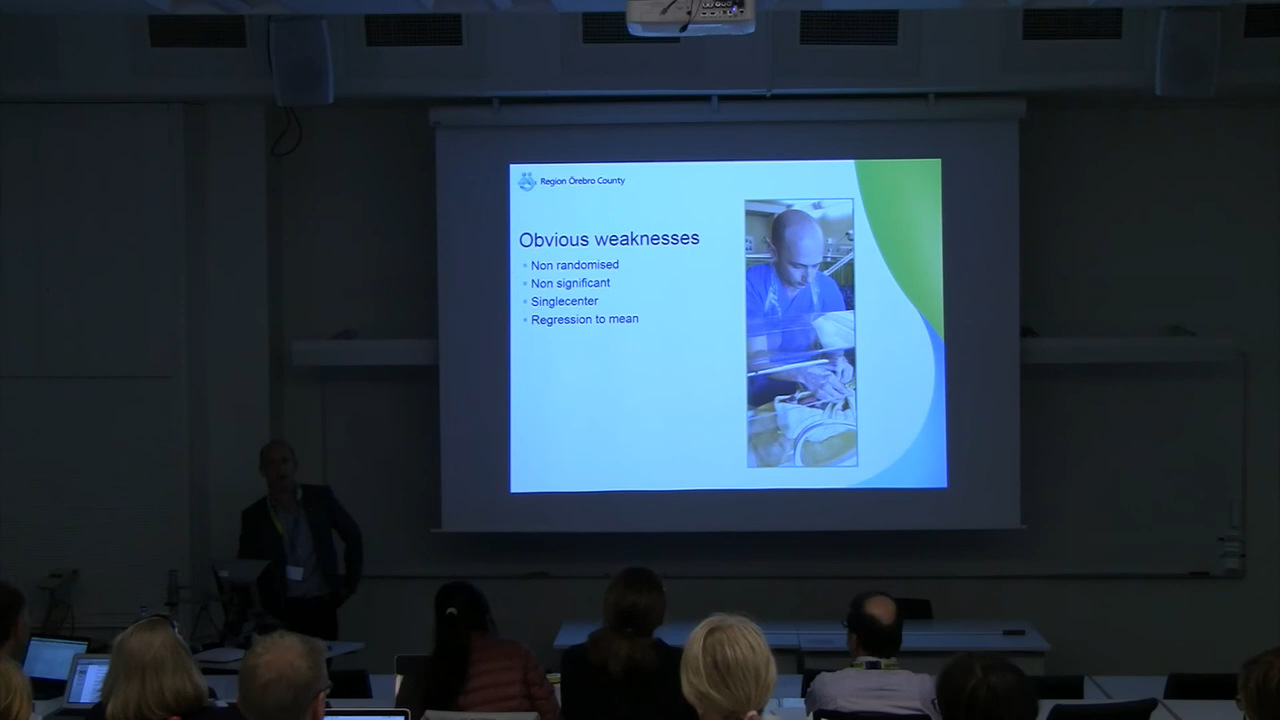 Region Örebro County
Obvious weaknesses
Non randomised
Non significant
Singlecenter
Regression to mean